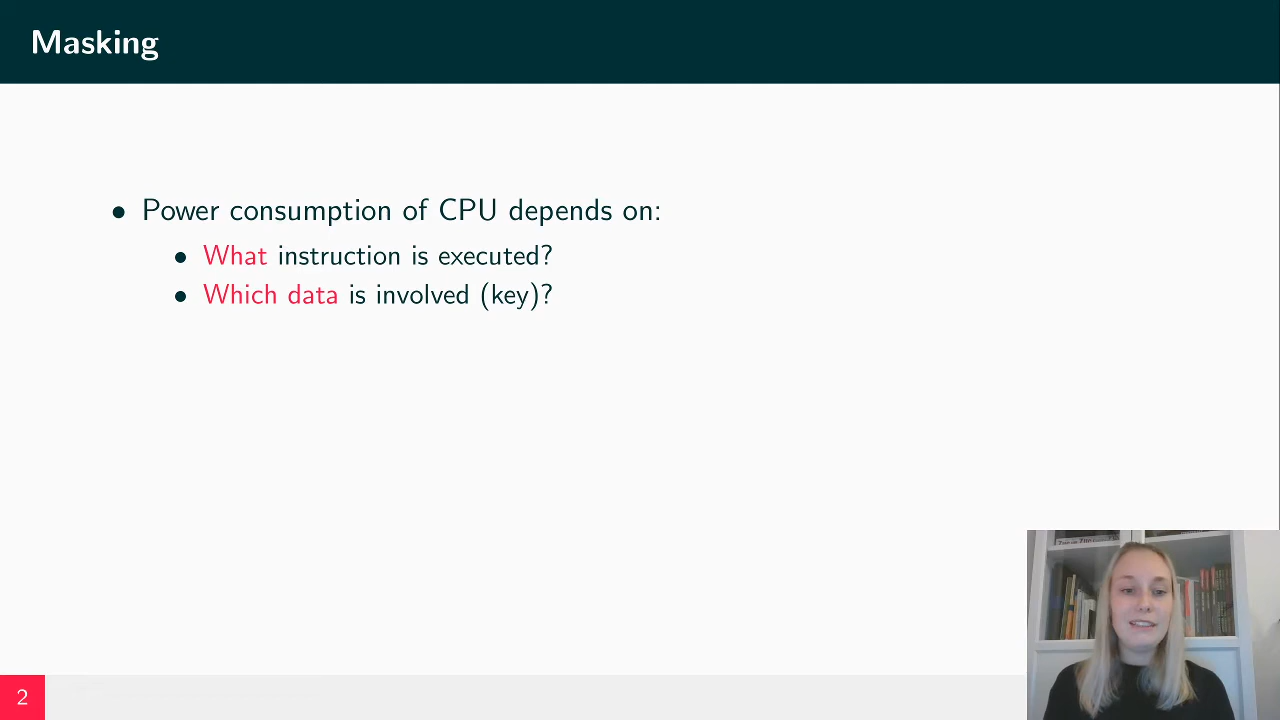 Masking
• Power consumption of CPU depends on:
• What instruction is executed?
• Which data is involved (key)?
2